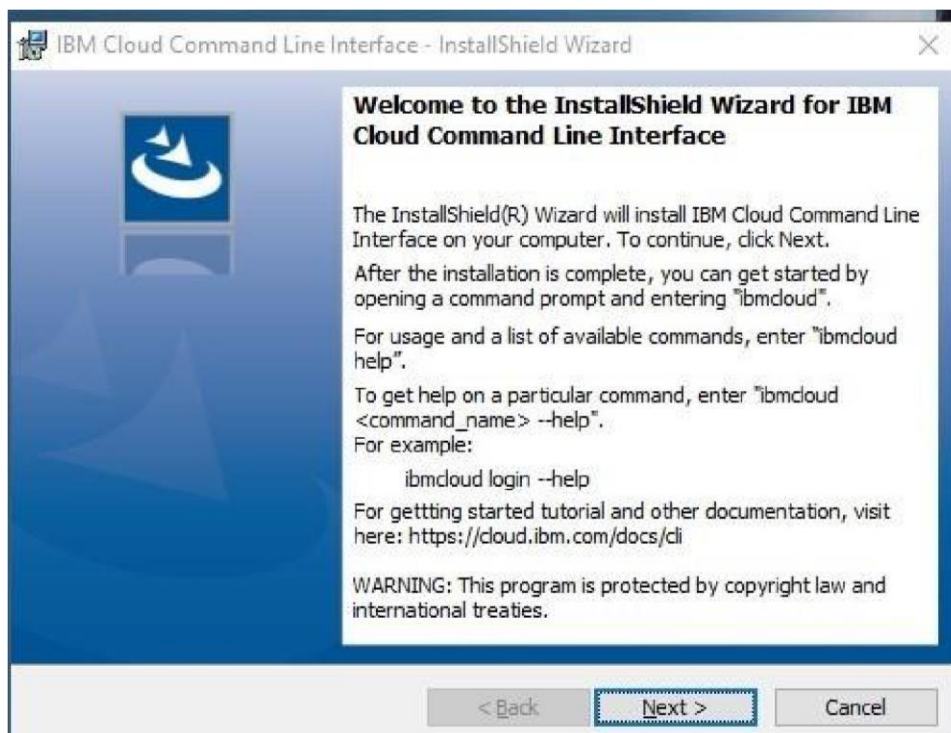 IBM Cloud Command Line Interface - InstallShield Wizard
Welcome to the InstallShield Wizard for IBM
Cloud Command Line Interface
The InstallShield(R) Wizard will install IBM Cloud Command Line
Interface on your computer. To continue, click Next.
After the installation is complete, you can get started by
opening a command prompt and entering "ibmcloud".
For usage and a list of available commands, enter "ibmcloud
help".
To get help on a particular command, enter "ibmcloud
<command_name> --help".
For example:
ibmcloud login --help
For gettting started tutorial and other documentation, visit
here: https://cloud.ibm.com/docs/cli
WARNING: This program is protected by copyright law and
international treaties.
< Back Next > Cancel